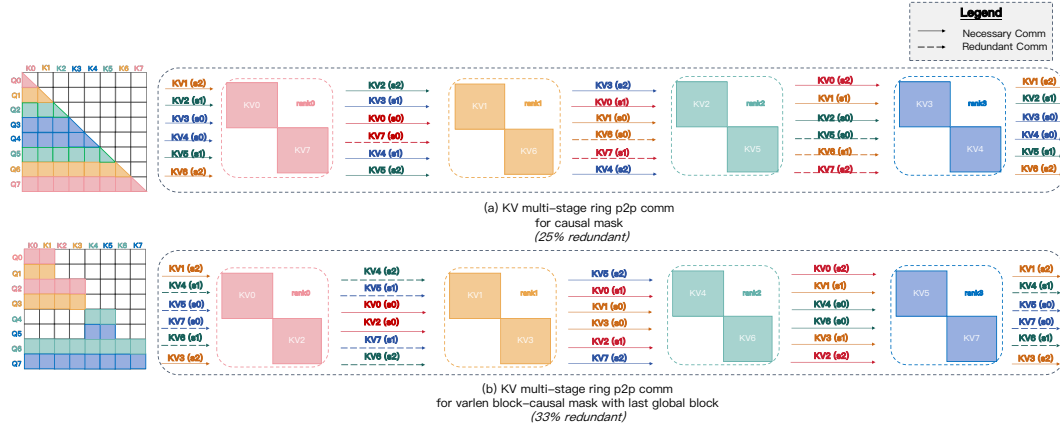 Legend
Necessary Comm
Redundant Comm
K0 K1 K2 K3 K4 K5 K6 K7
Q0
Q1
Q2
Q3
Q4
Q5
Q6
Q7
KV1 (s2)
KV2 (s1)
KV3 (s0)
KV4 (s0)
KV5 (s1)
KV6 (s2)
KV0
rank0
KV7
KV2 (s2)
KV3 (s1)
KV0 (s0)
KV7 (s0)
KV4 (s1)
KV5 (s2)
KV1
rank1
KV6
KV3 (s2)
KV0 (s1)
KV1 (s0)
KV6 (s0)
KV7 (s1)
KV4 (s2)
KV2
rank2
KV5
KV0 (s2)
KV1 (s1)
KV2 (s0)
KV5 (s0)
KV6 (s1)
KV7 (s2)
KV3
rank3
KV4
KV1 (s2)
KV2 (s1)
KV3 (s0)
KV4 (s0)
KV5 (s1)
KV6 (s2)
(a) KV multi-stage ring p2p comm
for causal mask
(25% redundant)
K0 K1 K2 K3 K4 K5 K6 K7
Q0
Q1
Q2
Q3
Q4
Q5
Q6
Q7
KV1 (s2)
KV4 (s1)
KV5 (s0)
KV7 (s0)
KV6 (s1)
KV3 (s2)
KV0
rank0
KV2
KV4 (s2)
KV5 (s1)
KV0 (s0)
KV2 (s0)
KV7 (s1)
KV6 (s2)
KV1
rank1
KV3
KV5 (s2)
KV0 (s1)
KV1 (s0)
KV3 (s0)
KV2 (s1)
KV7 (s2)
KV4
rank2
KV6
KV0 (s2)
KV1 (s1)
KV4 (s0)
KV6 (s0)
KV3 (s1)
KV2 (s2)
KV5
rank3
KV7
KV1 (s2)
KV4 (s1)
KV5 (s0)
KV7 (s0)
KV6 (s1)
KV3 (s2)
(b) KV multi-stage ring p2p comm
for varlen block-causal mask with last global block
(33% redundant)